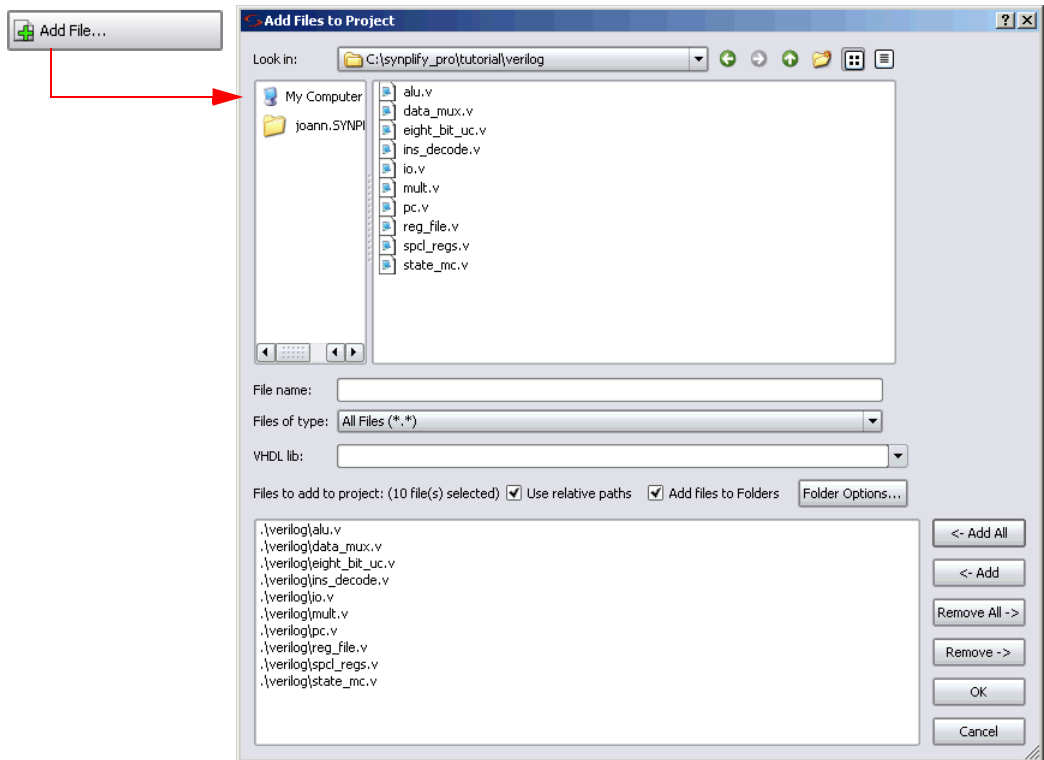 Add File...
Add Files to Project
Look in:
C:\synplify_pro\tutorial\verilog
My Computer
joann.SYNPI
alu.v
data_mux.v
eight_bit_uc.v
ins_decode.v
io.v
mult.v
pc.v
reg_file.v
spcl_regs.v
state_mc.v
File name:
Files of type: All Files (*.*)
VHDL lib:
Files to add to project: (10 file(s) selected) Use relative paths Add files to Folders Folder Options...
.\verilog\alu.v
.\verilog\data_mux.v
.\verilog\eight_bit_uc.v
.\verilog\ins_decode.v
.\verilog\io.v
.\verilog\mult.v
.\verilog\pc.v
.\verilog\reg_file.v
.\verilog\spcl_regs.v
.\verilog\state_mc.v
<- Add All
<- Add
Remove All ->
Remove ->
OK
Cancel